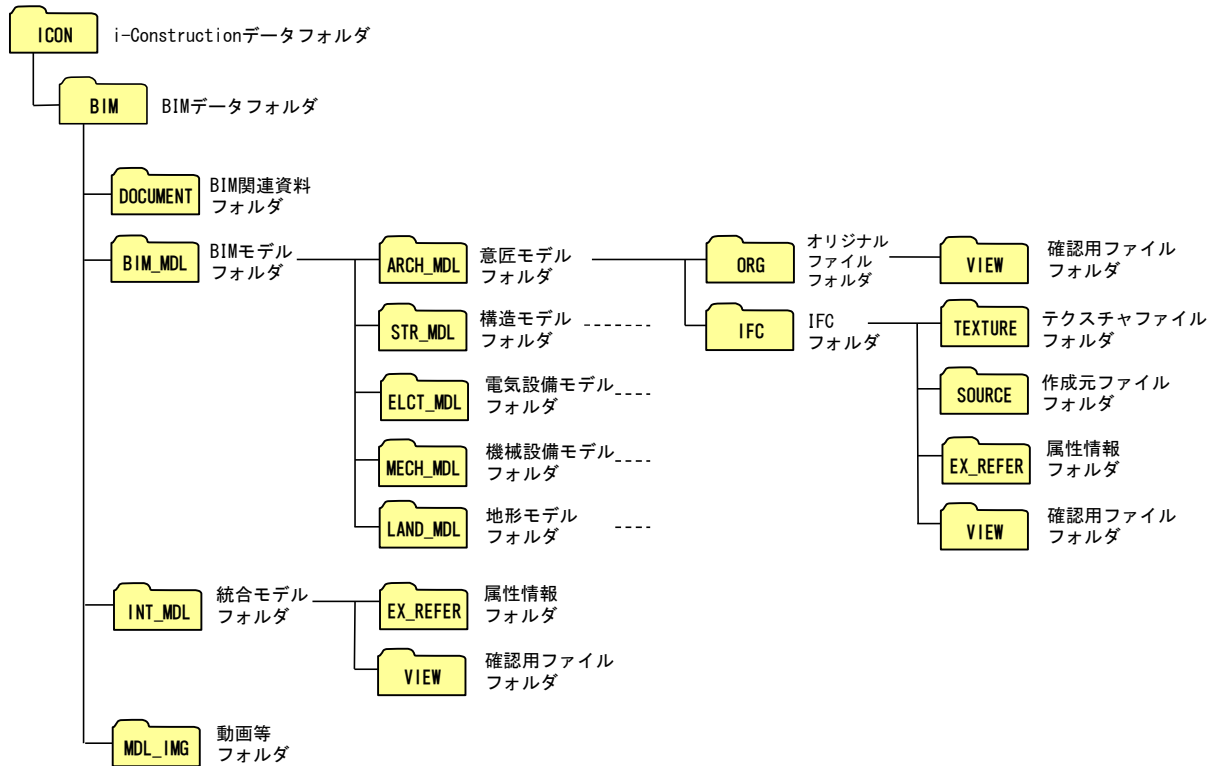 ICON
i-Constructionデータフォルダ
BIM
BIMデータフォルダ
DOCUMENT
BIM関連資料
フォルダ
BIM_MDL
BIMモデル
フォルダ
ARCH_MDL
意匠モデル
フォルダ
ORG
オリジナル
ファイル
フォルダ
VIEW
確認用ファイル
フォルダ
STR_MDL
構造モデル
フォルダ
IFC
IFC
フォルダ
TEXTURE
テクスチャファイル
フォルダ
ELCT_MDL
電気設備モデル
フォルダ
SOURCE
作成元ファイル
フォルダ
MECH_MDL
機械設備モデル
フォルダ
EX_REFER
属性情報
フォルダ
LAND_MDL
地形モデル
フォルダ
VIEW
確認用ファイル
フォルダ
INT_MDL
統合モデル
フォルダ
EX_REFER
属性情報
フォルダ
VIEW
確認用ファイル
フォルダ
MDL_IMG
動画等
フォルダ